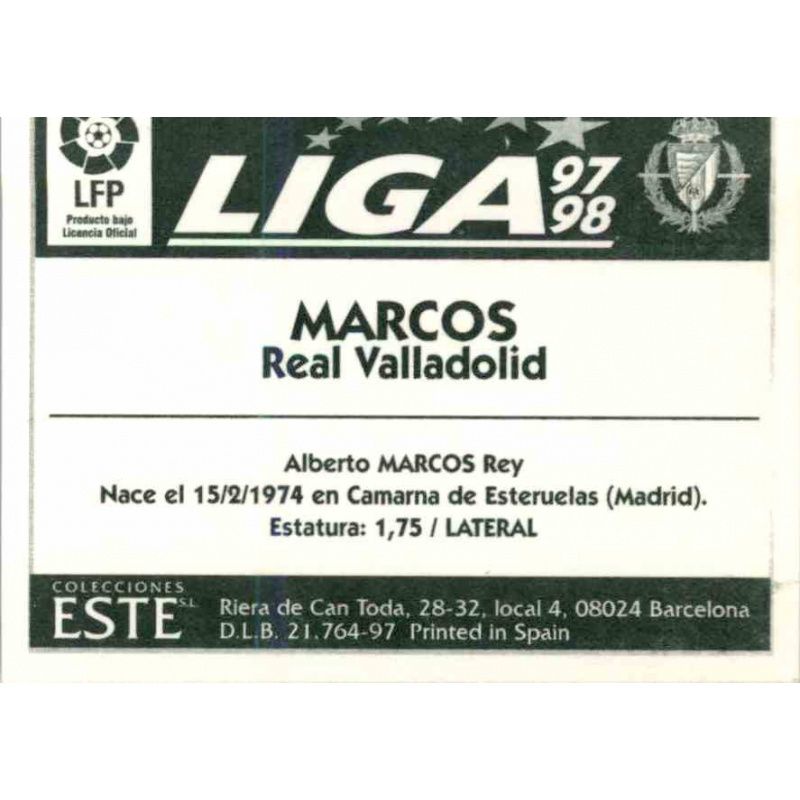 LFP
Producto bajo
Licencia Oficial
LIGA 97
98
MARCOS
Real Valladolid
Alberto MARCOS Rey
Nace el 15/2/1974 en Camarna de Esteruelas (Madrid).
Estatura: 1,75 / LATERAL
COLECCIONES
ESTE S.L.
Riera de Can Toda, 28-32, local 4, 08024 Barcelona
D.L.B. 21.764-97 Printed in Spain